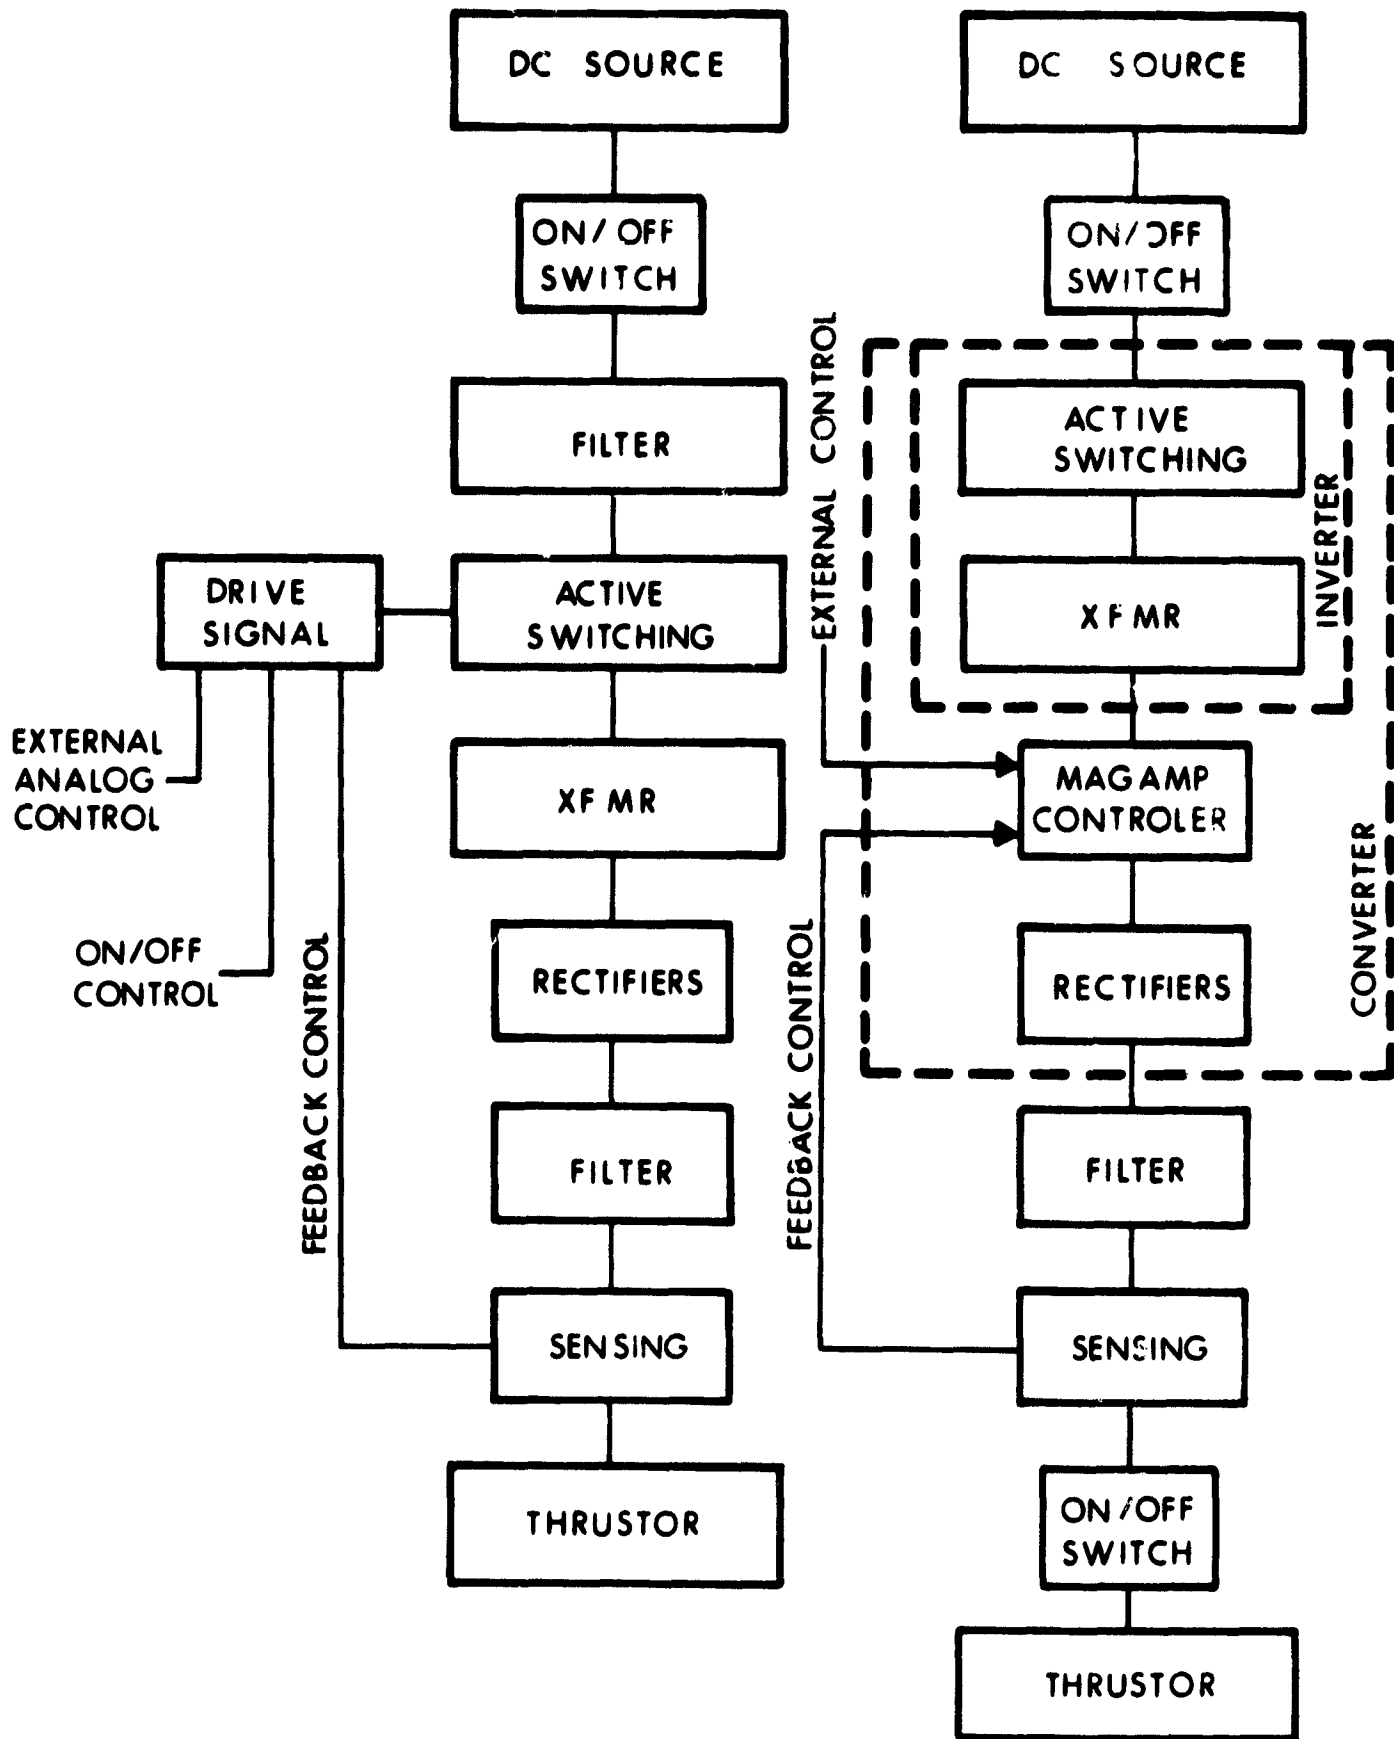 DC SOURCE
ON/OFF
SWITCH
FILTER
DRIVE
SIGNAL
ACTIVE
SWITCHING
EXTERNAL
ANALOG
CONTROL
XFMR
ON/OFF
CONTROL
FEEDBACK CONTROL
RECTIFIERS
FILTER
SENSING
THRUSTOR
DC SOURCE
ON/OFF
SWITCH
EXTERNAL CONTROL
ACTIVE
SWITCHING
INVERTER
XFMR
MAGAMP
CONTROLER
CONVERTER
RECTIFIERS
FEEDBACK CONTROL
FILTER
SENSING
ON/OFF
SWITCH
THRUSTOR